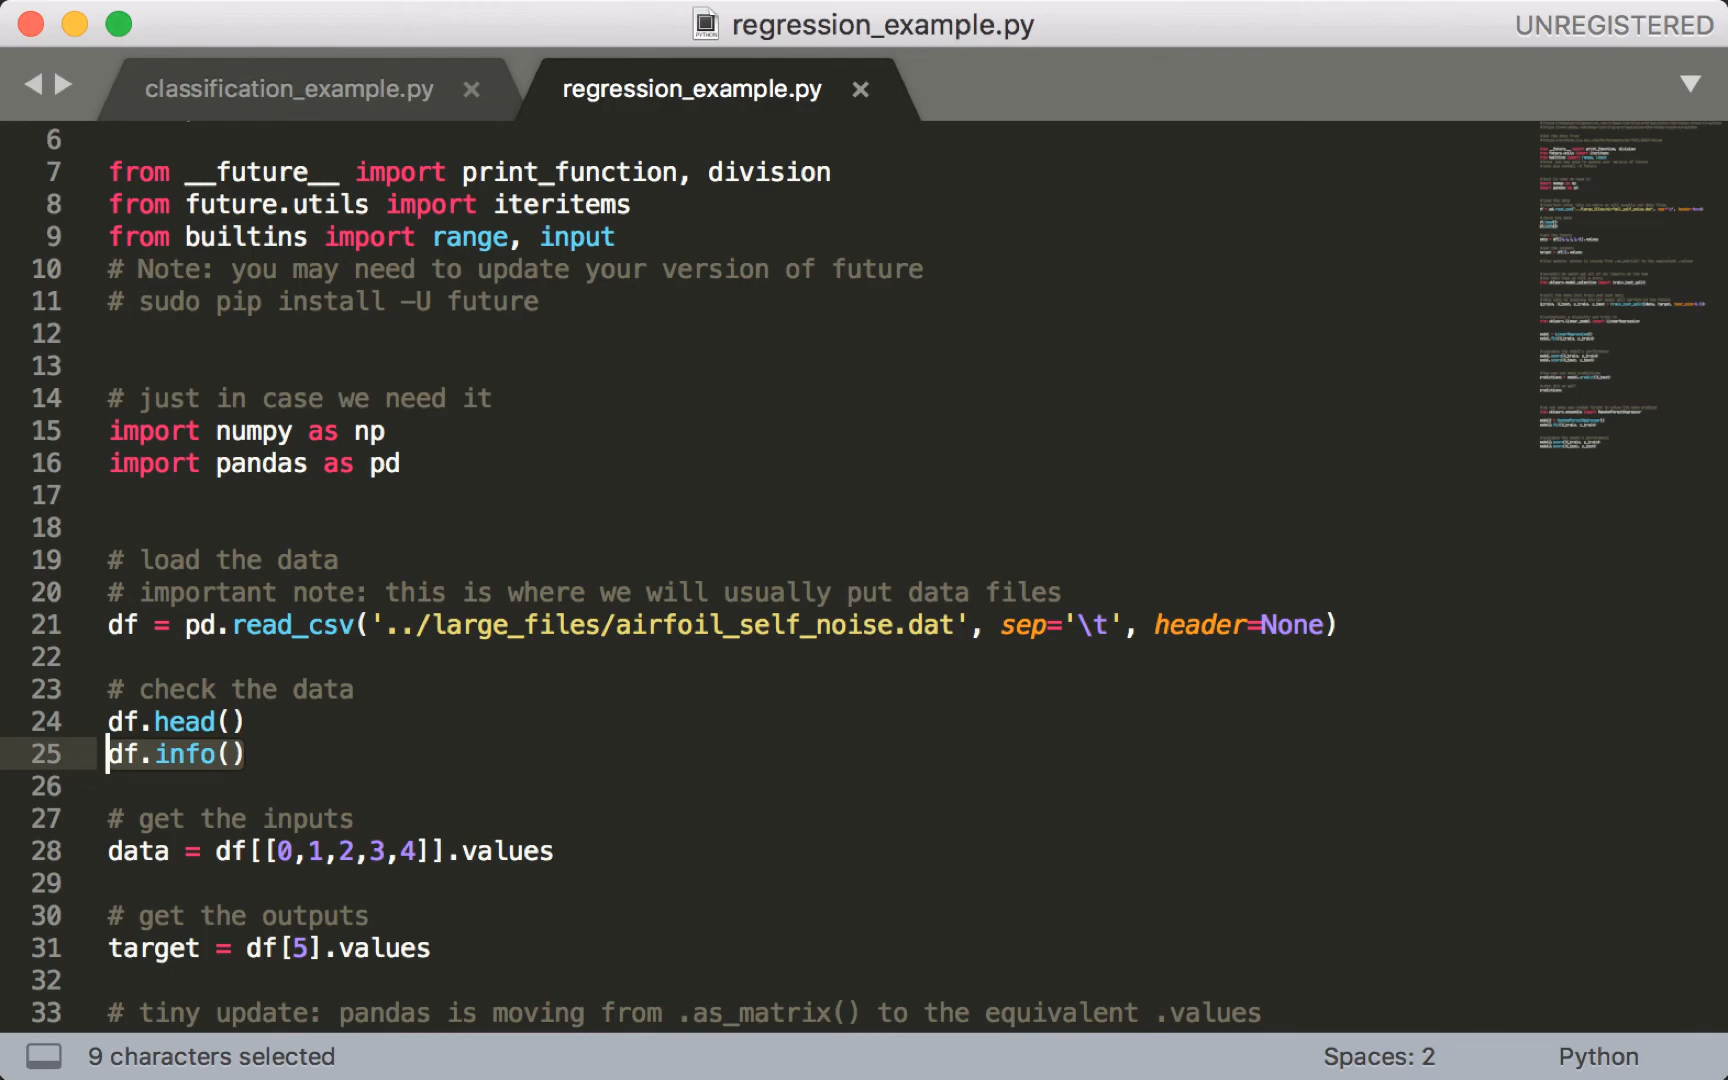 regression_example.py
UNREGISTERED
classification_example.py ×
regression_example.py ×
6
7 from __future__ import print_function, division
8 from future.utils import iteritems
9 from builtins import range, input
10 # Note: you may need to update your version of future
11 # sudo pip install -U future
12
13
14 # just in case we need it
15 import numpy as np
16 import pandas as pd
17
18
19 # load the data
20 # important note: this is where we will usually put data files
21 df = pd.read_csv('../large_files/airfoil_self_noise.dat', sep='\t', header=None)
22
23 # check the data
24 df.head()
25 df.info()
26
27 # get the inputs
28 data = df[[0,1,2,3,4]].values
29
30 # get the outputs
31 target = df[5].values
32
33 # tiny update: pandas is moving from .as_matrix() to the equivalent .values
9 characters selected
Spaces: 2
Python